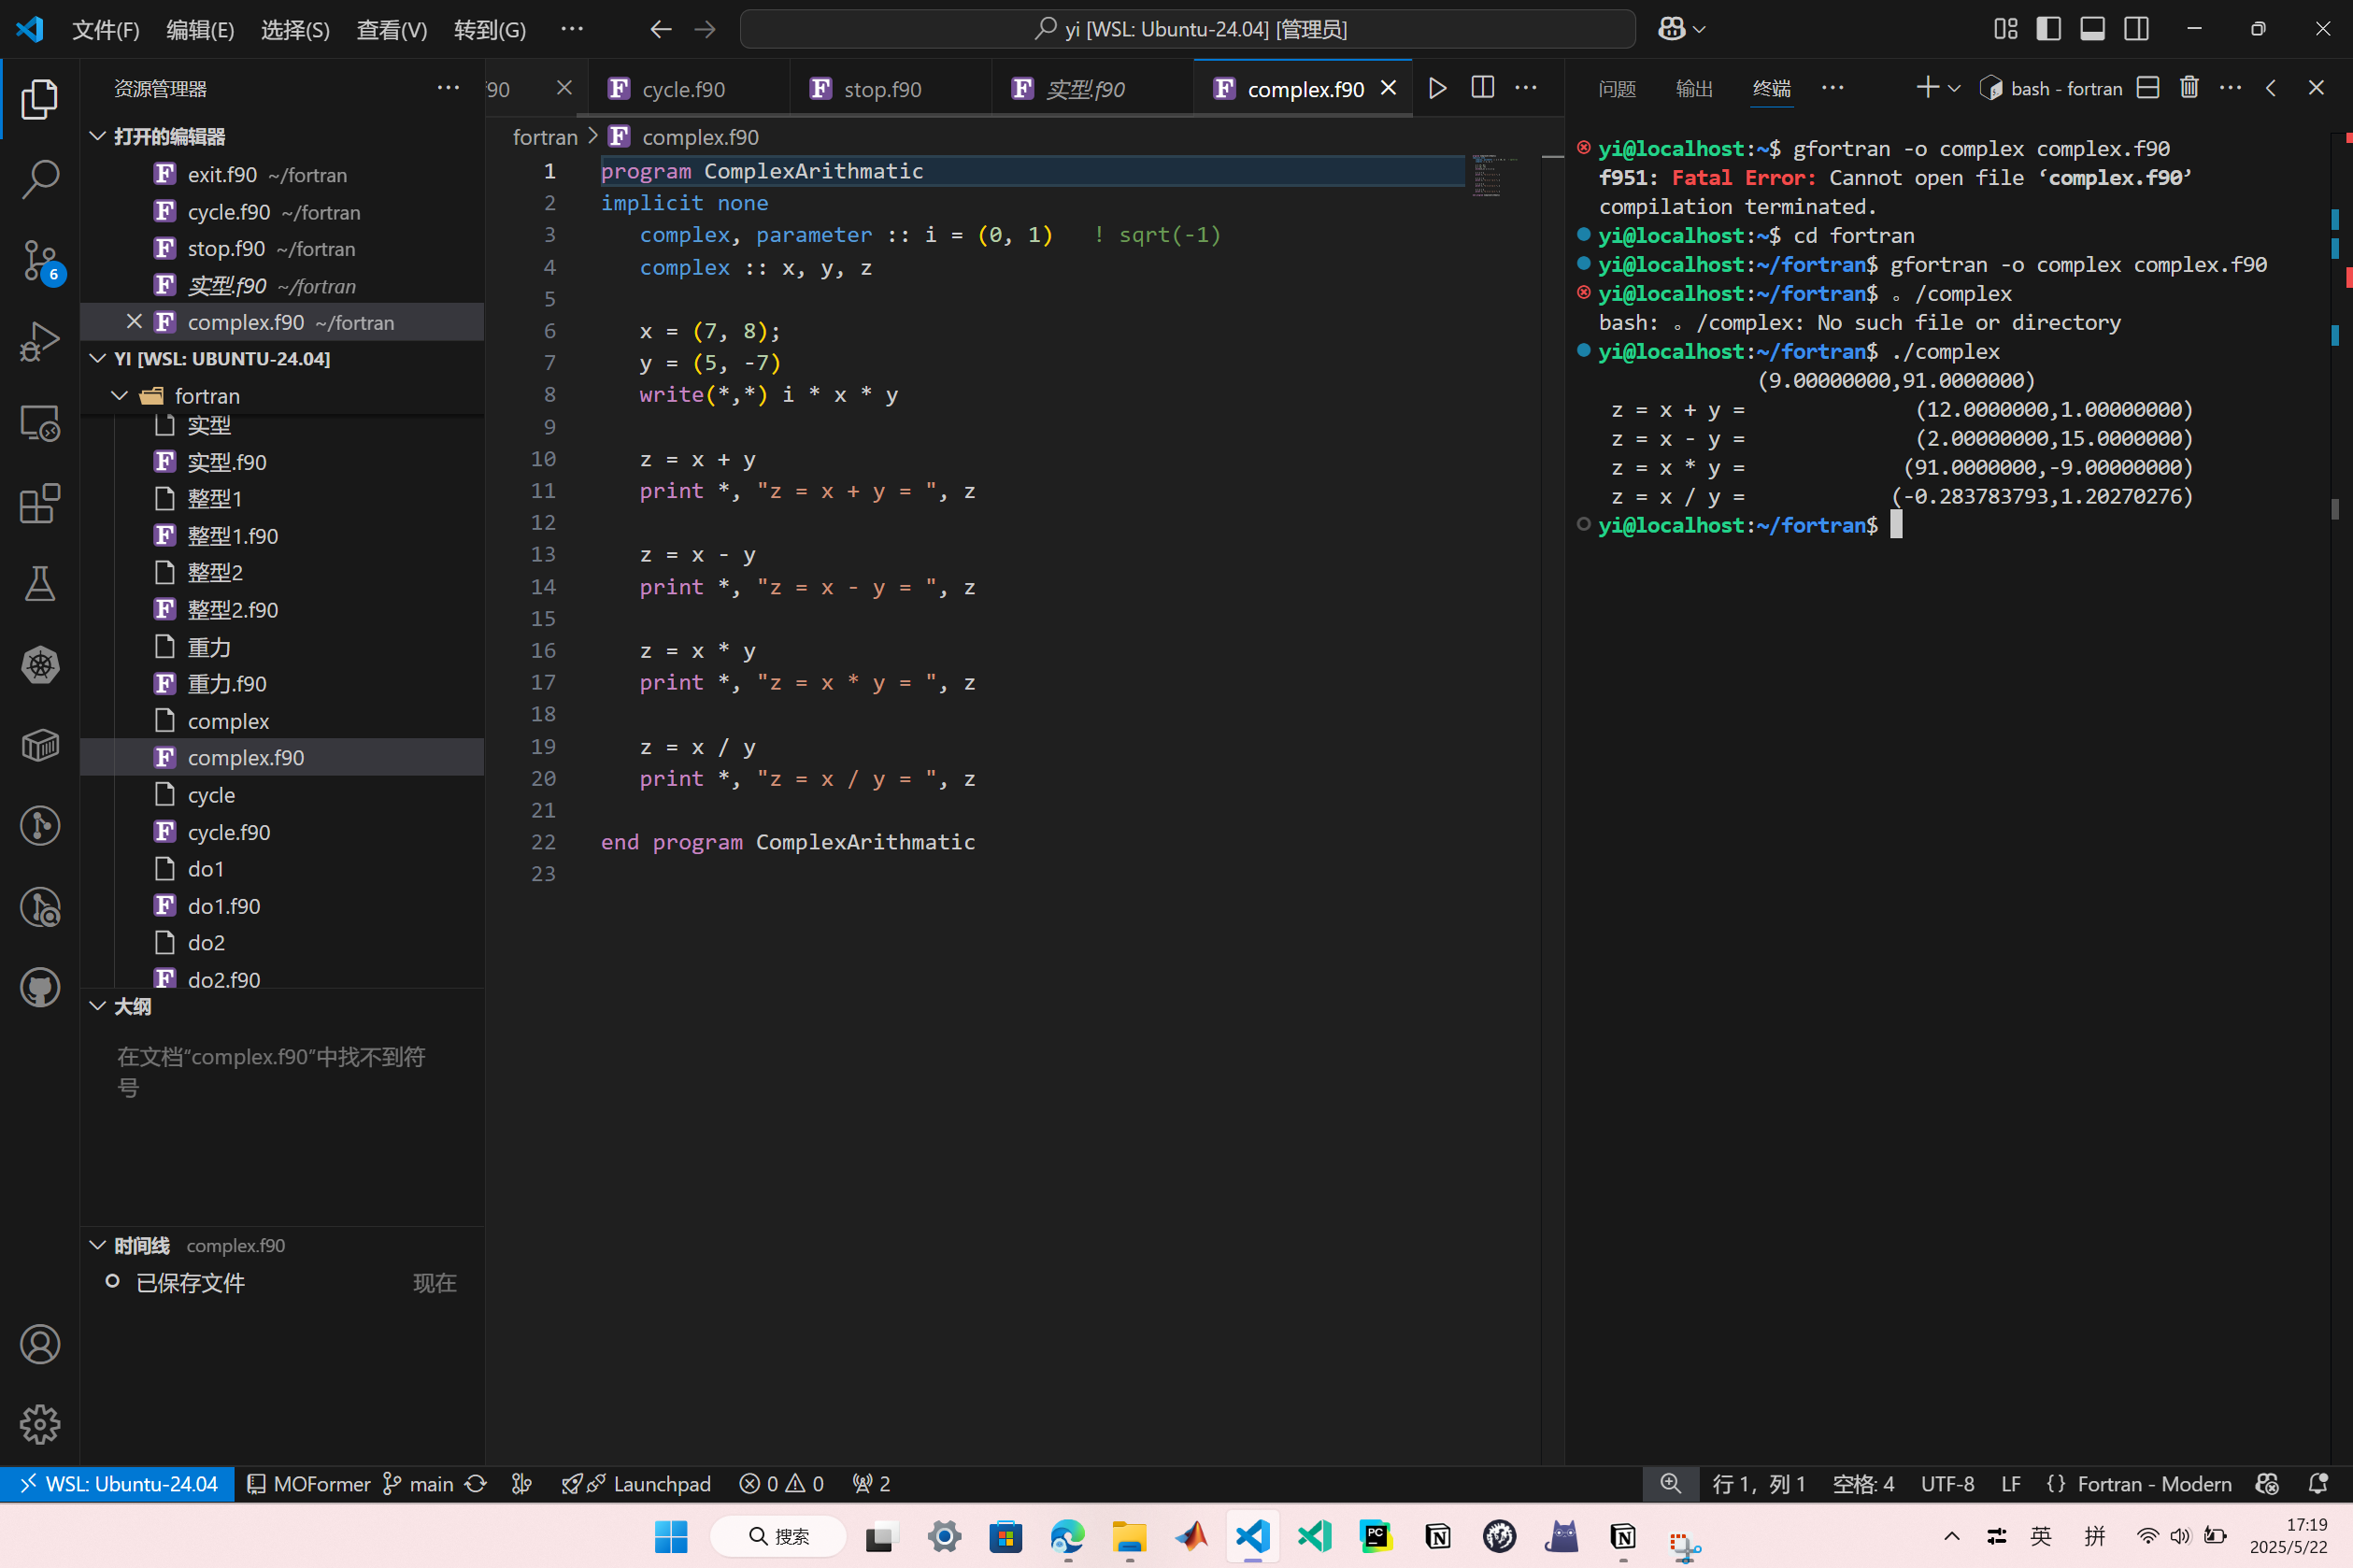 文件(F) 编辑(E) 选择(S) 查看(V) 转到(G) ···
yi [WSL: Ubuntu-24.04] [管理员]
资源管理器
打开的编辑器
exit.f90 ~/fortran
cycle.f90 ~/fortran
stop.f90 ~/fortran
实型.f90 ~/fortran
complex.f90 ~/fortran
YI [WSL: UBUNTU-24.04]
fortran
实型
实型.f90
整型1
整型1.f90
整型2
整型2.f90
重力
重力.f90
complex
complex.f90
cycle
cycle.f90
do1
do1.f90
do2
do2.f90
大纲
在文档“complex.f90”中找不到符
号
时间线 complex.f90
已保存文件 现在
6
f90 cycle.f90 stop.f90 实型.f90 complex.f90
fortran > complex.f90
1 program ComplexArithmatic
2 implicit none
3 complex, parameter :: i = (0, 1) ! sqrt(-1)
4 complex :: x, y, z
5
6 x = (7, 8);
7 y = (5, -7)
8 write(*,*) i * x * y
9
10 z = x + y
11 print *, "z = x + y = ", z
12
13 z = x - y
14 print *, "z = x - y = ", z
15
16 z = x * y
17 print *, "z = x * y = ", z
18
19 z = x / y
20 print *, "z = x / y = ", z
21
22 end program ComplexArithmatic
23
问题 输出 终端 ··· bash - fortran
yi@localhost:~$ gfortran -o complex complex.f90
f951: Fatal Error: Cannot open file ‘complex.f90’
compilation terminated.
yi@localhost:~$ cd fortran
yi@localhost:~/fortran$ gfortran -o complex complex.f90
yi@localhost:~/fortran$ 。/complex
bash: 。/complex: No such file or directory
yi@localhost:~/fortran$ ./complex
(9.00000000,91.0000000)
z = x + y = (12.0000000,1.00000000)
z = x - y = (2.00000000,15.0000000)
z = x * y = (91.0000000,-9.00000000)
z = x / y = (-0.283783793,1.20270276)
yi@localhost:~/fortran$
WSL: Ubuntu-24.04 MOFormer main Launchpad 0 0 2 行 1，列 1 空格: 4 UTF-8 LF {} Fortran - Modern
搜索 PC 英 拼 17:19
2025/5/22